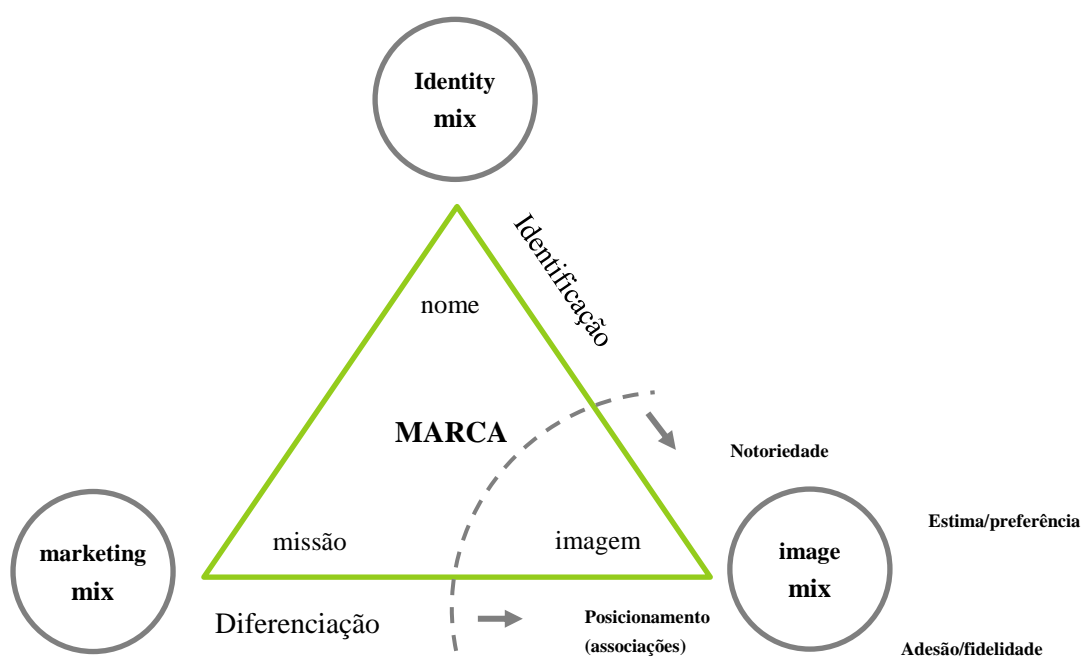 Identity
mix
Identificação
nome
MARCA
Notoriedade
Estima/preferência
marketing
mix
missão
imagem
image
mix
Diferenciação
Posicionamento
(associações)
Adesão/fidelidade